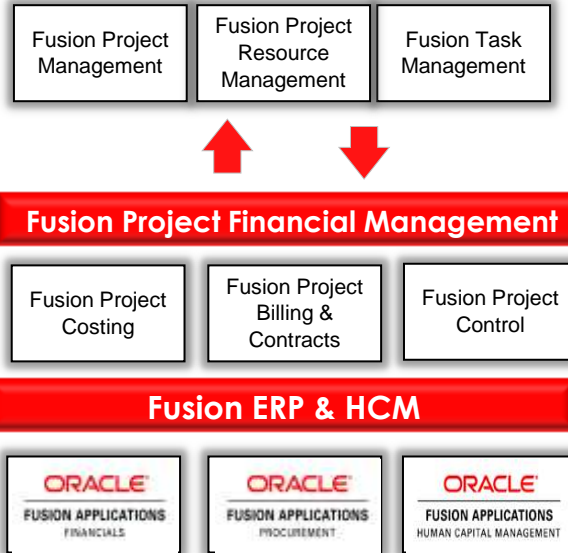 Fusion Project
Management
Fusion Project
Resource
Management
Fusion Task
Management
Fusion Project Financial Management
Fusion Project
Costing
Fusion Project
Billing &
Contracts
Fusion Project
Control
Fusion ERP & HCM
ORACLE
FUSION APPLICATIONS
FINANCIALS
ORACLE
FUSION APPLICATIONS
PROCUREMENT
ORACLE
FUSION APPLICATIONS
HUMAN CAPITAL MANAGEMENT